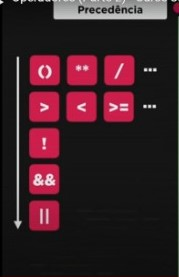 Precedência
() ** / ...
> < >= ...
!
&&
||